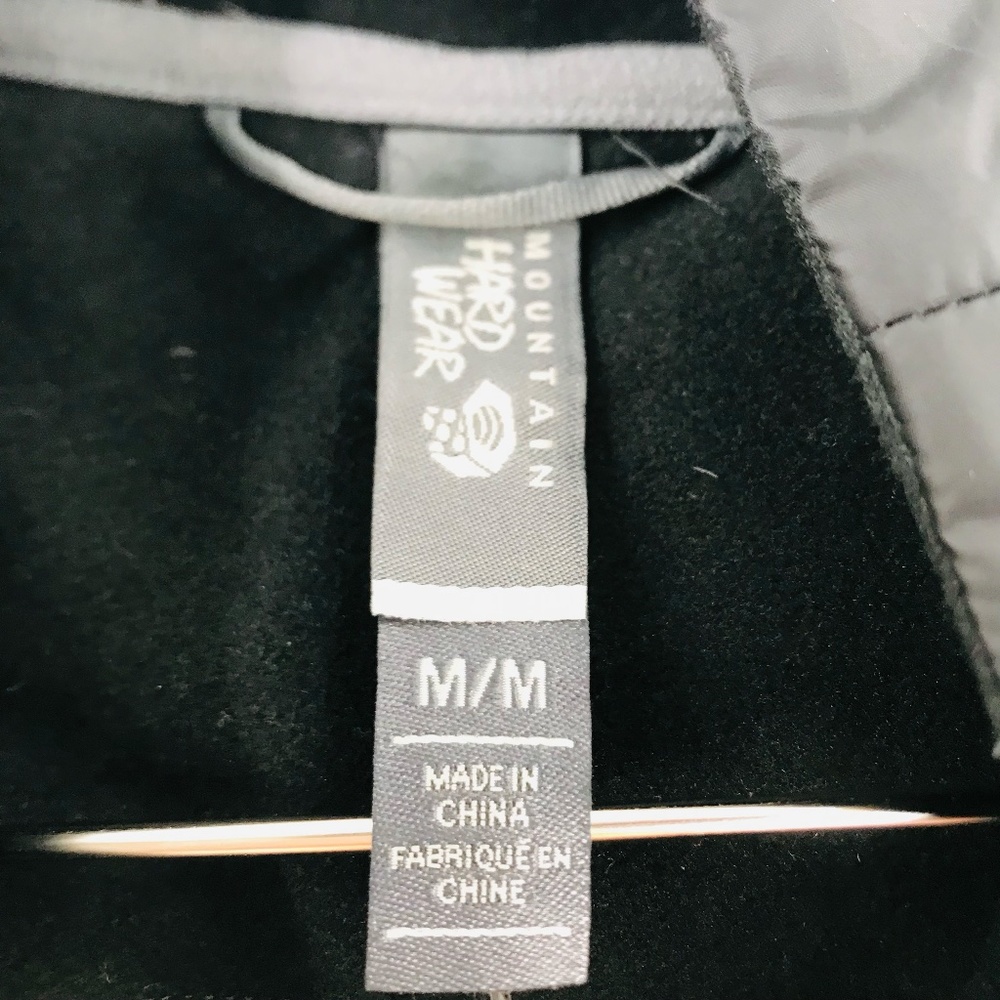 MOUNTAIN
HARD
WEAR
M/M
MADE IN
CHINA
FABRIQUÉ EN
CHINE